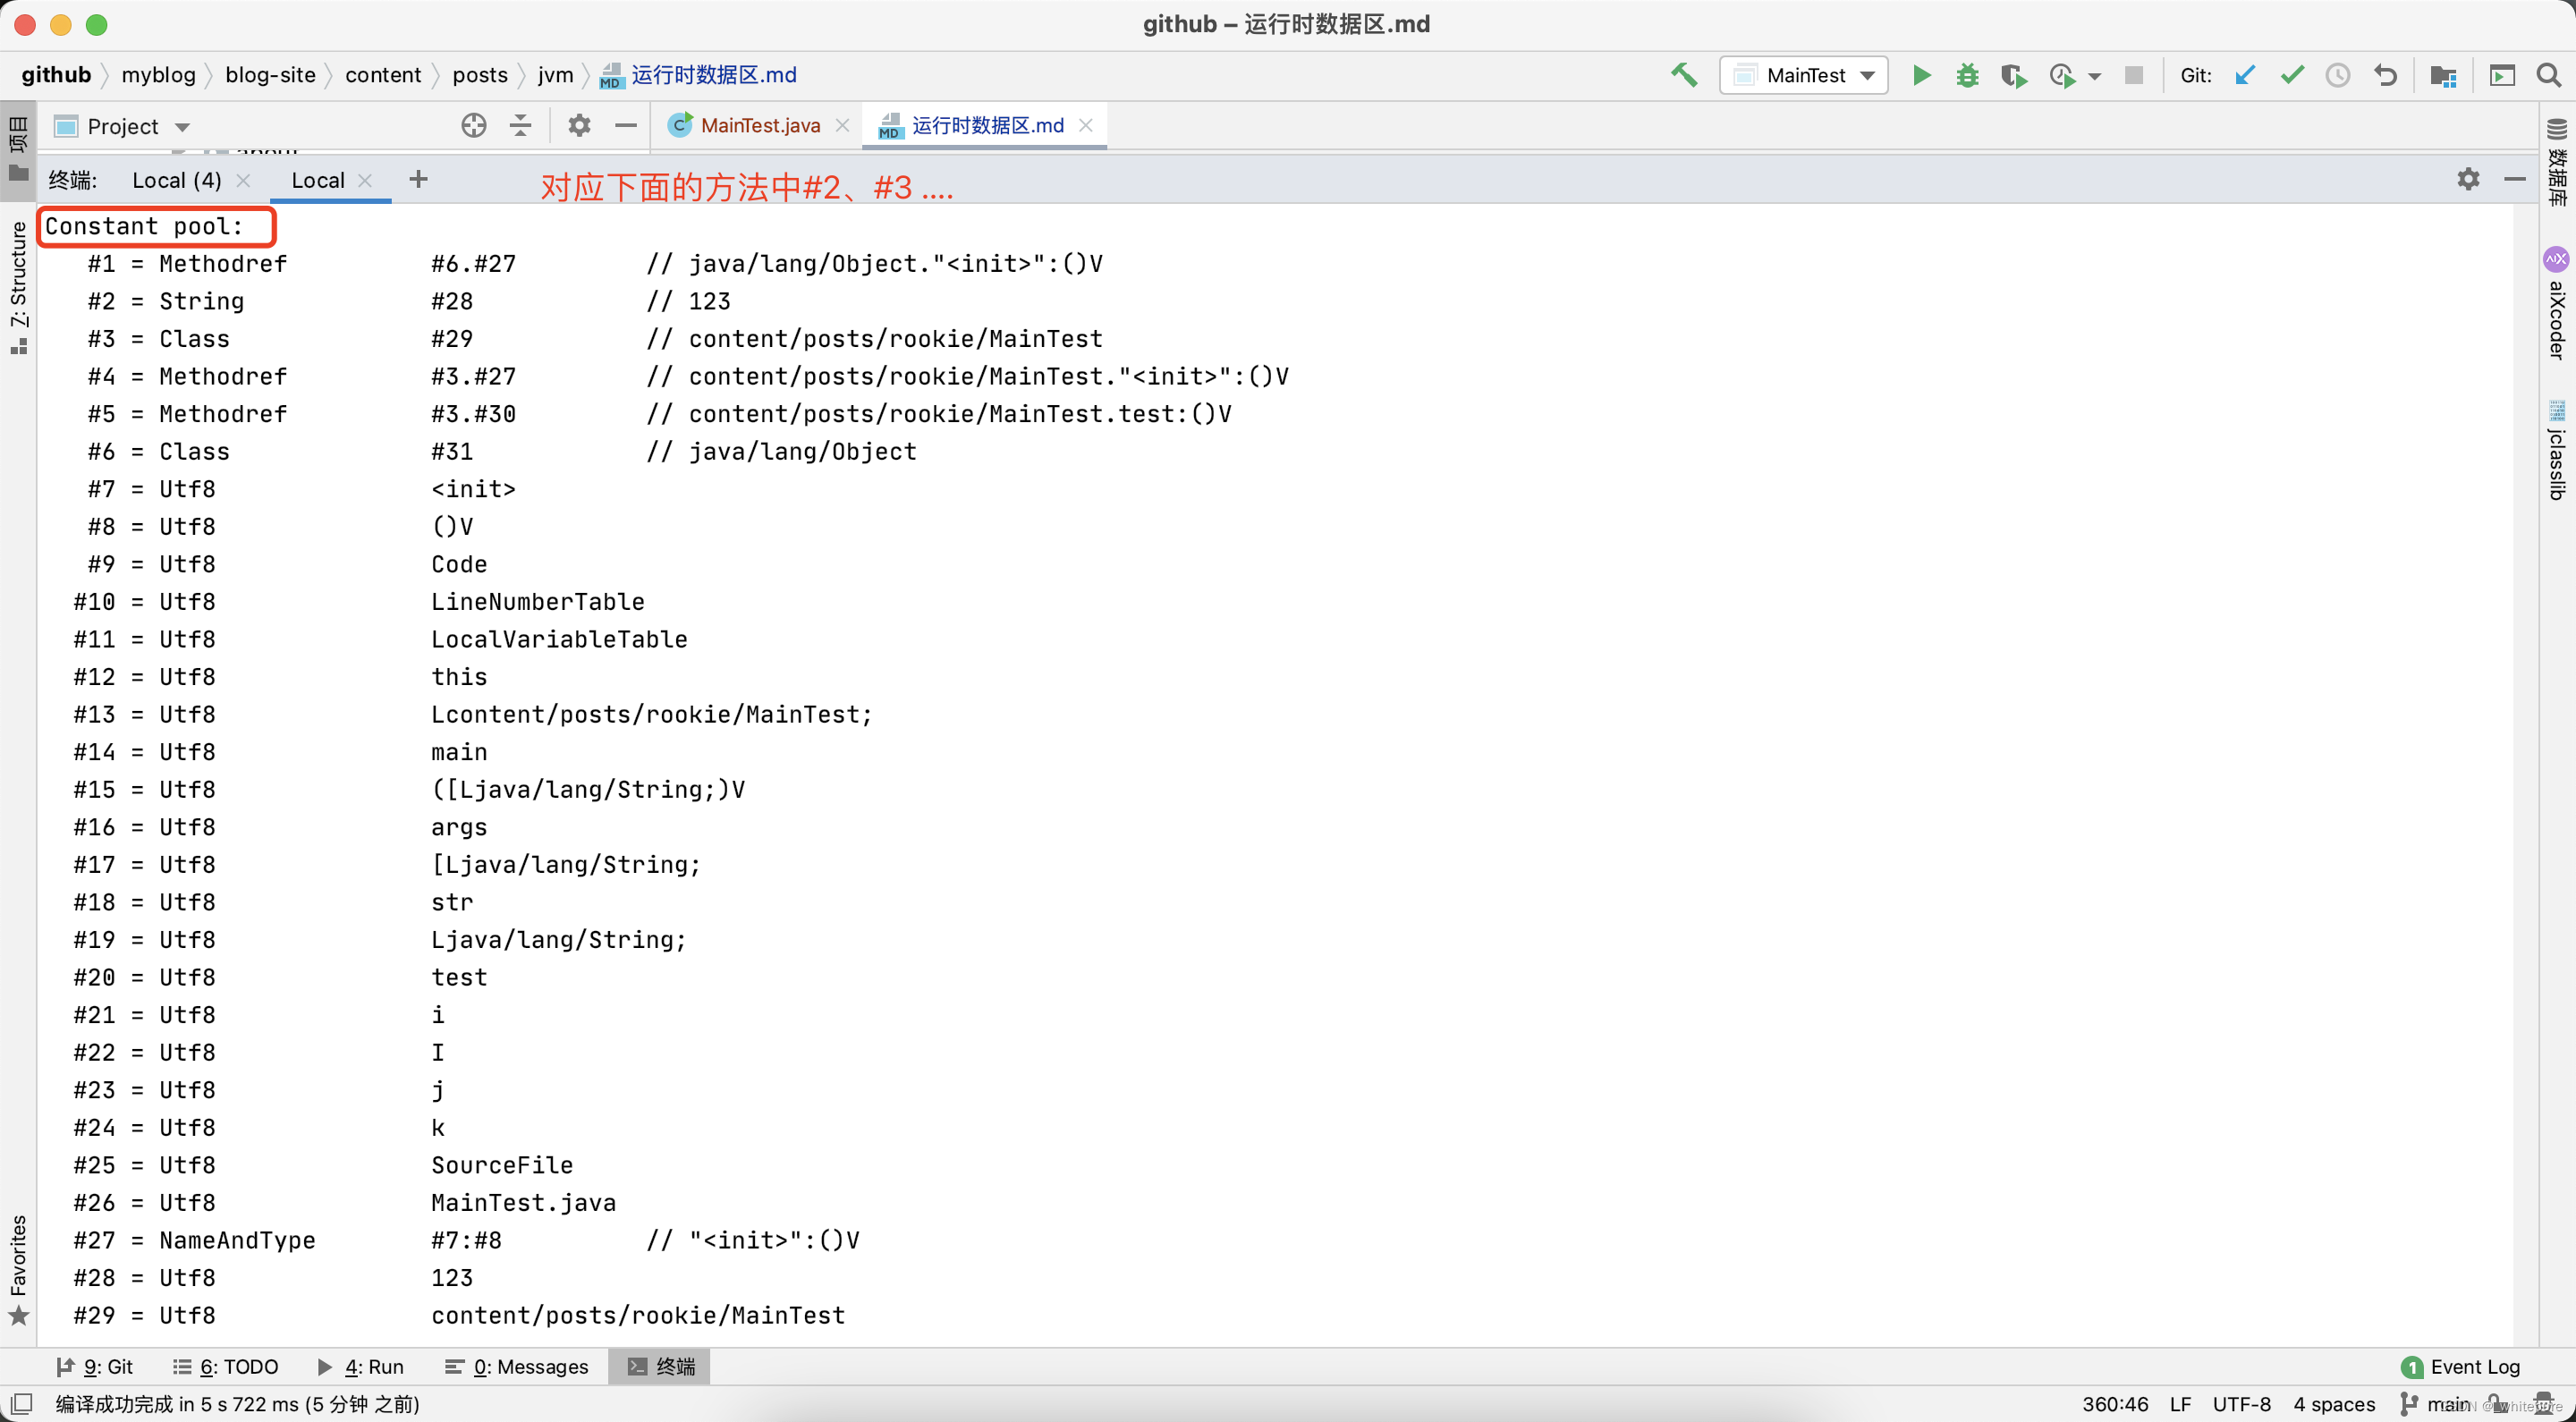 github – 运行时数据区.md
github myblog blog-site content posts jvm 运行时数据区.md MainTest Git:
项目 Project MainTest.java 运行时数据区.md
终端: Local (4) Local + 对应下面的方法中#2、#3 ....
Constant pool:
#1 = Methodref #6.#27 // java/lang/Object."<init>":()V
#2 = String #28 // 123
#3 = Class #29 // content/posts/rookie/MainTest
#4 = Methodref #3.#27 // content/posts/rookie/MainTest."<init>":()V
#5 = Methodref #3.#30 // content/posts/rookie/MainTest.test:()V
#6 = Class #31 // java/lang/Object
#7 = Utf8 <init>
#8 = Utf8 ()V
#9 = Utf8 Code
#10 = Utf8 LineNumberTable
#11 = Utf8 LocalVariableTable
#12 = Utf8 this
#13 = Utf8 Lcontent/posts/rookie/MainTest;
#14 = Utf8 main
#15 = Utf8 ([Ljava/lang/String;)V
#16 = Utf8 args
#17 = Utf8 [Ljava/lang/String;
#18 = Utf8 str
#19 = Utf8 Ljava/lang/String;
#20 = Utf8 test
#21 = Utf8 i
#22 = Utf8 I
#23 = Utf8 j
#24 = Utf8 k
#25 = Utf8 SourceFile
#26 = Utf8 MainTest.java
#27 = NameAndType #7:#8 // "<init>":()V
#28 = Utf8 123
#29 = Utf8 content/posts/rookie/MainTest
Z: Structure
Favorites
数据库
aiXcoder
jclasslib
9: Git 6: TODO 4: Run 0: Messages 终端 1 Event Log
编译成功完成 in 5 s 722 ms (5 分钟 之前) 360:46 LF UTF-8 4 spaces main